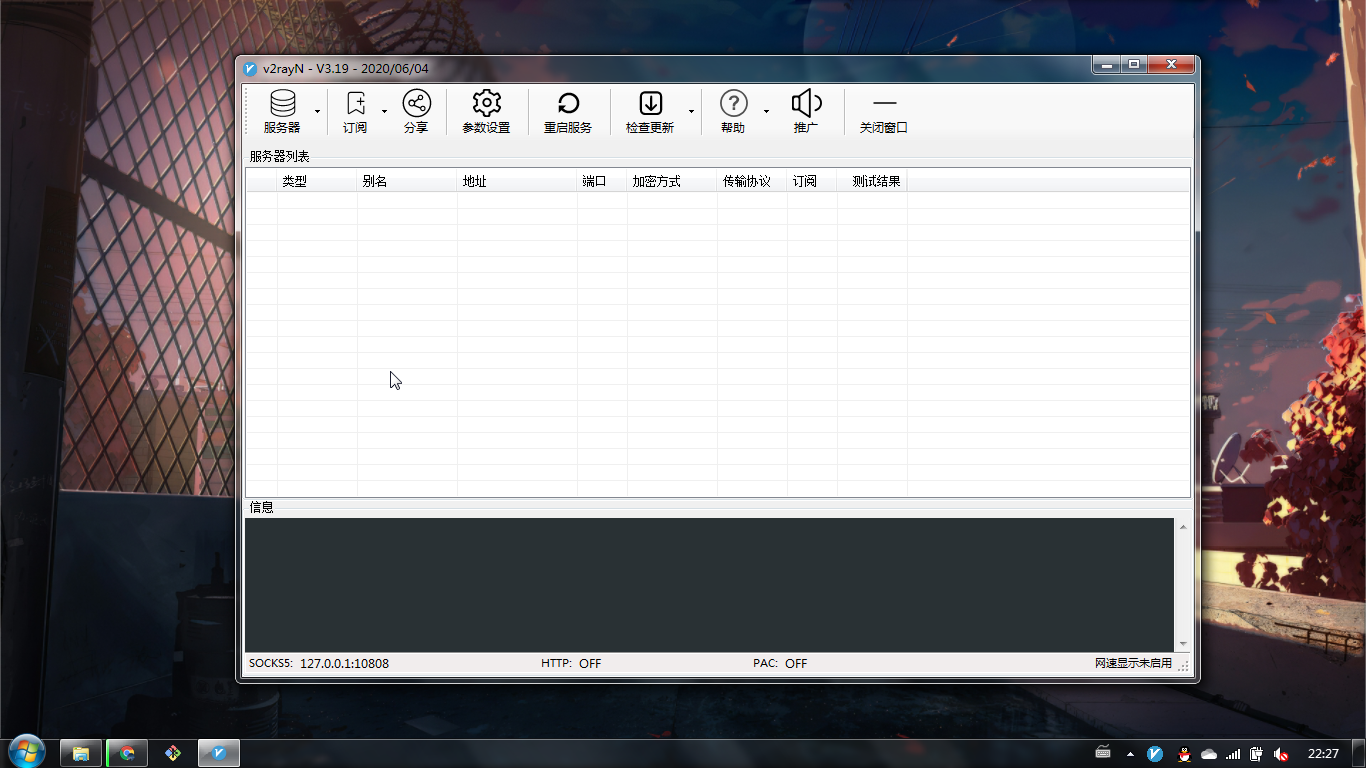 v2rayN - V3.19 - 2020/06/04
服务器 订阅 分享 参数设置 重启服务 检查更新 帮助 推广 关闭窗口
服务器列表
类型 别名 地址 端口 加密方式 传输协议 订阅 测试结果
信息
SOCKS5: 127.0.0.1:10808 HTTP: OFF PAC: OFF 网速显示未启用
22:27